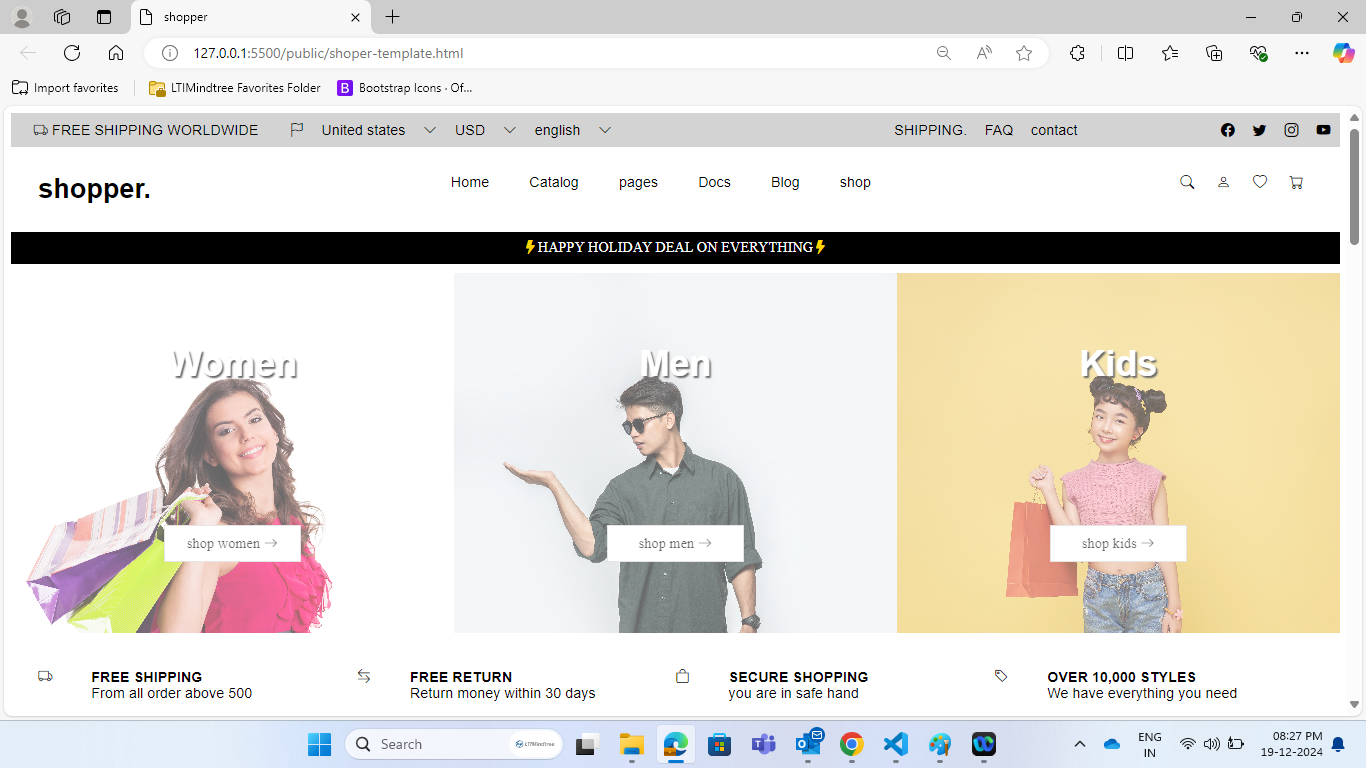 shopper
127.0.0.1:5500/public/shoper-template.html
Import favorites
LTIMindtree Favorites Folder
B
Bootstrap Icons · Of...
FREE SHIPPING WORLDWIDE
United states
USD
english
SHIPPING.
FAQ
contact
shopper.
Home
Catalog
pages
Docs
Blog
shop
HAPPY HOLIDAY DEAL ON EVERYTHING
Women
Men
Kids
shop women
shop men
shop kids
FREE SHIPPING
From all order above 500
FREE RETURN
Return money within 30 days
SECURE SHOPPING
you are in safe hand
OVER 10,000 STYLES
We have everything you need
Search
LTIMindtree
ENG
IN
08:27 PM
19-12-2024